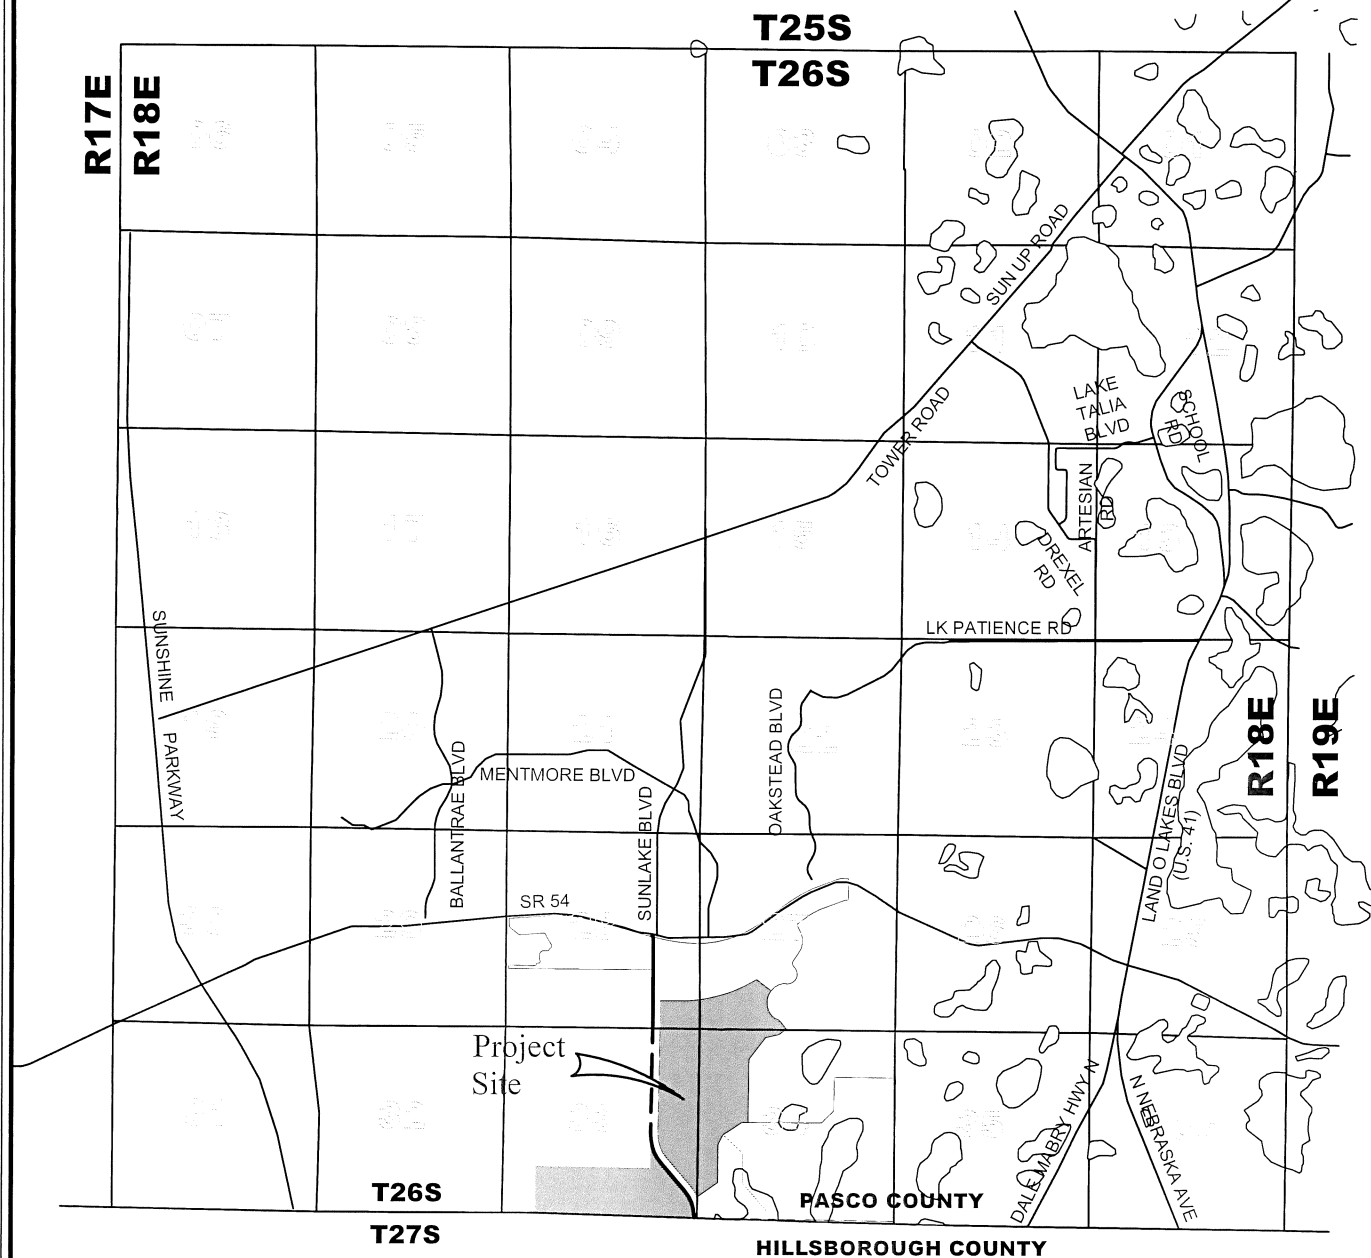 T25S
T26S
R17E
R18E
SUN UP ROAD
TOWER ROAD
LAKE
TALIA
BLVD
SCHOOL
RD
ARTESIAN
RD
DREXEL
RD
LK PATIENCE RD
SUNSHINE
PARKWAY
BALLANTRAE BLVD
MENTMORE BLVD
SUNLAKE BLVD
OAKSTEAD BLVD
LAND O LAKES BLVD
(U.S. 41)
R18E
R19E
SR 54
Project
Site
DALE MABRY HWY N
N NEBRASKA AVE
T26S
T27S
PASCO COUNTY
HILLSBOROUGH COUNTY